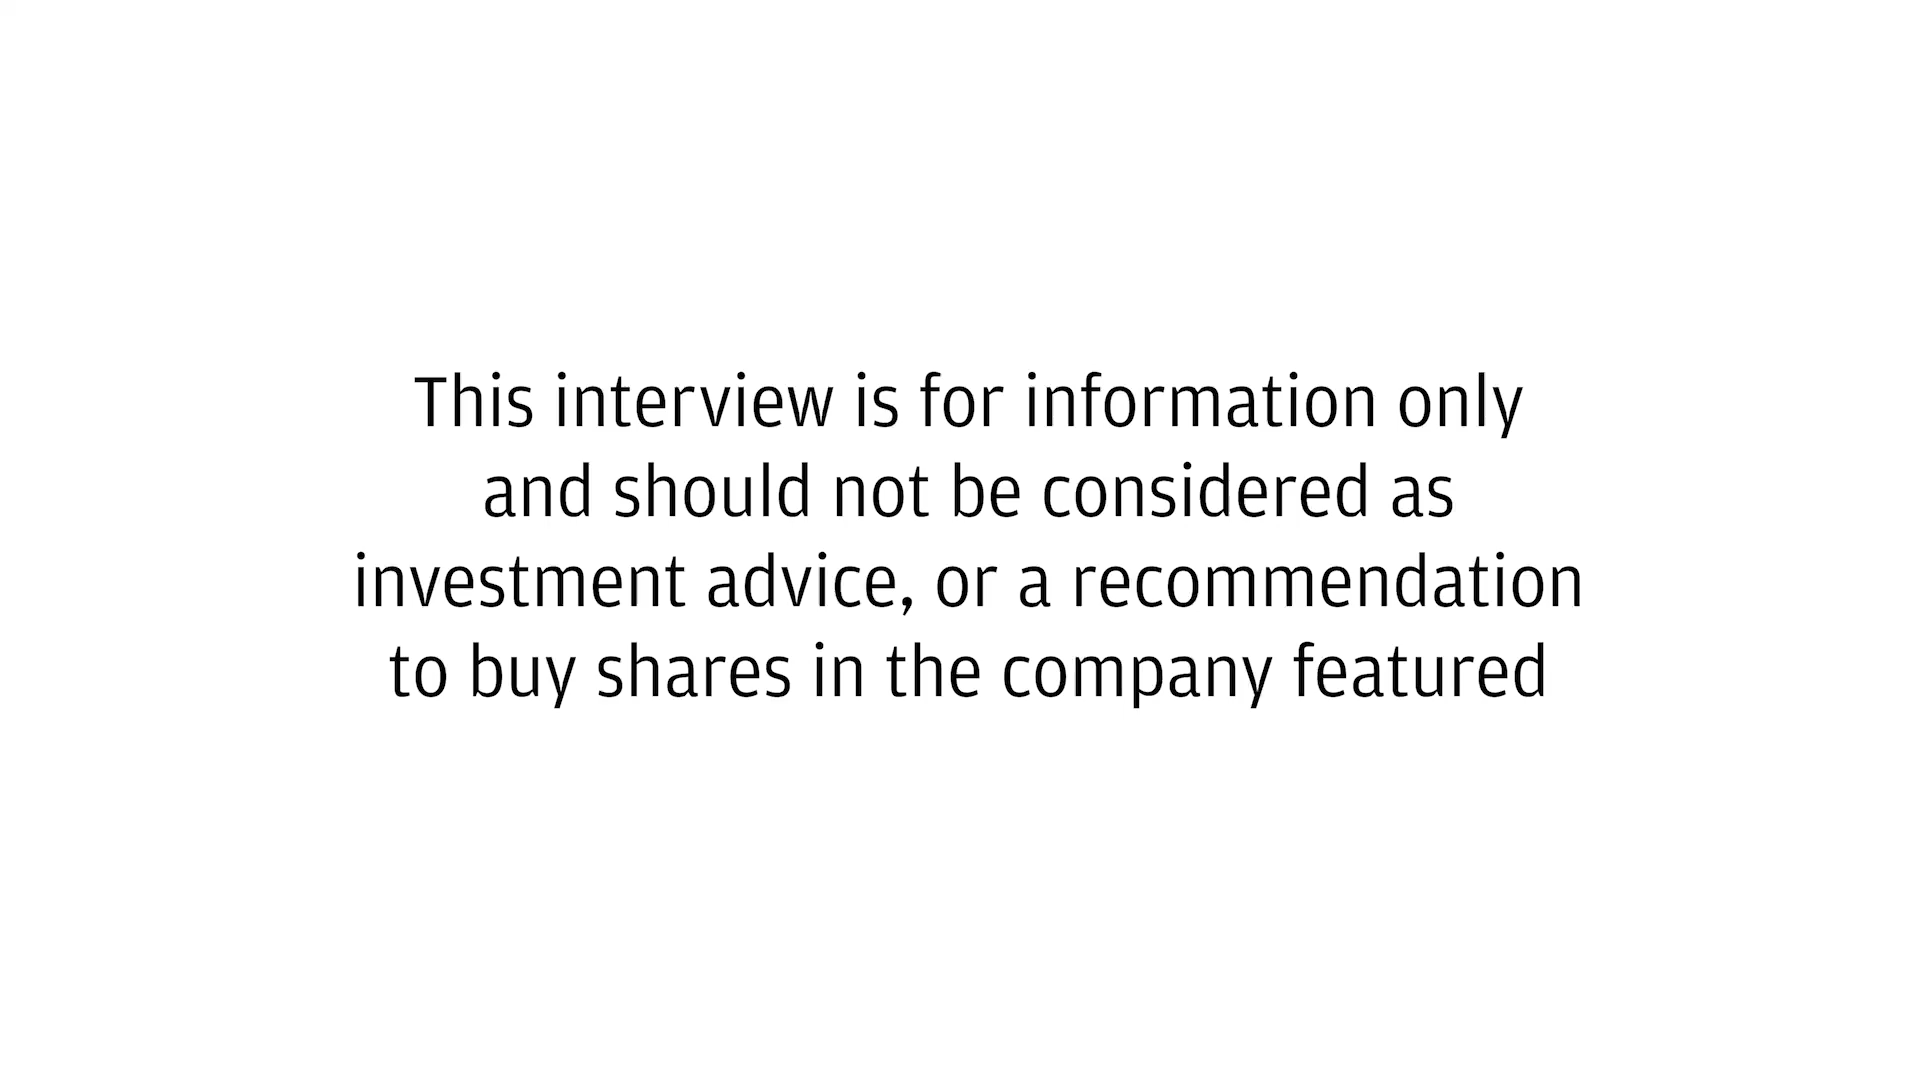 This interview is for information only
and should not be considered as
investment advice, or a recommendation
to buy shares in the company featured